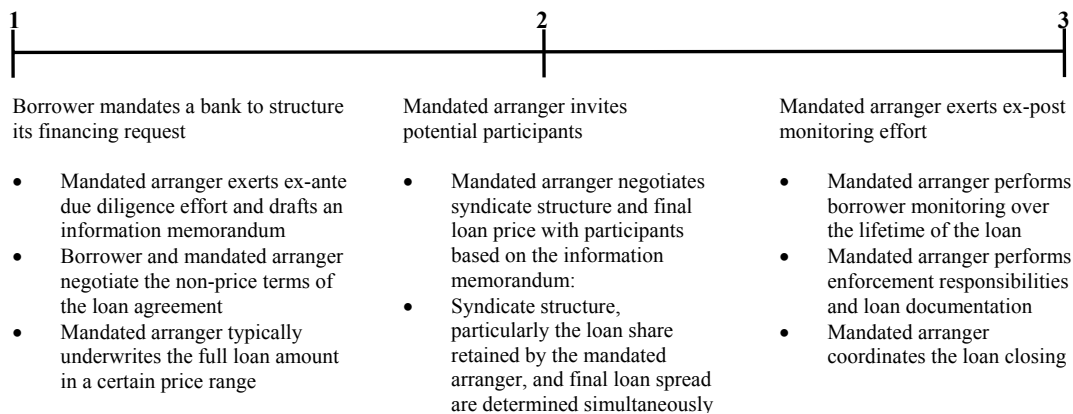 1
2
3
Borrower mandates a bank to structure
its financing request
• Mandated arranger exerts ex-ante
due diligence effort and drafts an
information memorandum
• Borrower and mandated arranger
negotiate the non-price terms of
the loan agreement
• Mandated arranger typically
underwrites the full loan amount
in a certain price range
Mandated arranger invites
potential participants
• Mandated arranger negotiates
syndicate structure and final
loan price with participants
based on the information
memorandum:
• Syndicate structure,
particularly the loan share
retained by the mandated
arranger, and final loan spread
are determined simultaneously
Mandated arranger exerts ex-post
monitoring effort
• Mandated arranger performs
borrower monitoring over
the lifetime of the loan
• Mandated arranger performs
enforcement responsibilities
and loan documentation
• Mandated arranger
coordinates the loan closing